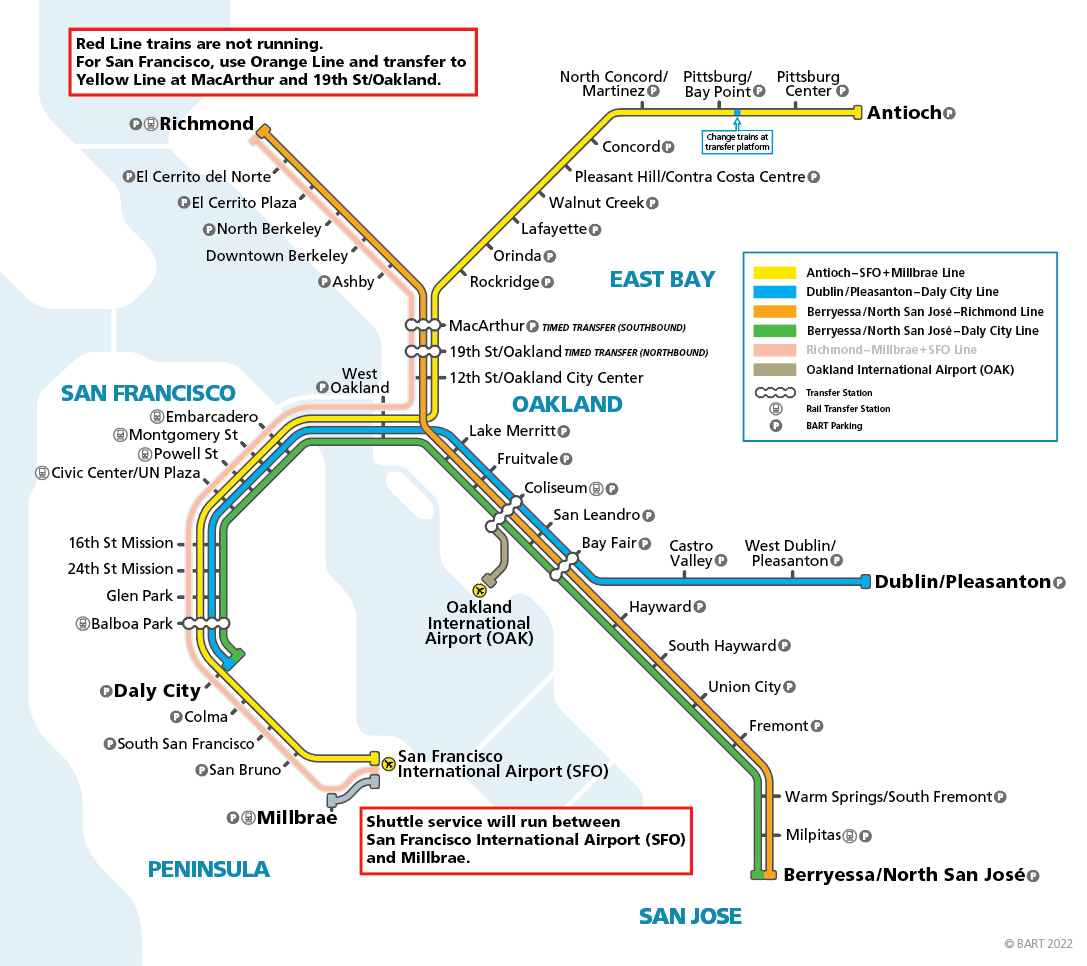 Red Line trains are not running.
For San Francisco, use Orange Line and transfer to
Yellow Line at MacArthur and 19th St/Oakland.
North Concord/
Martinez P
Pittsburg/
Bay Point P
Pittsburg
Center P
Antioch P
Change trains at
transfer platform
P Richmond
Concord P
P El Cerrito del Norte
Pleasant Hill/Contra Costa Centre P
P El Cerrito Plaza
Walnut Creek P
P North Berkeley
Lafayette P
Downtown Berkeley
Orinda P
P Ashby
Rockridge P
EAST BAY
Antioch–SFO+Millbrae Line
Dublin/Pleasanton–Daly City Line
Berryessa/North San José–Richmond Line
Berryessa/North San José–Daly City Line
Richmond–Millbrae+SFO Line
Oakland International Airport (OAK)
Transfer Station
Rail Transfer Station
P BART Parking
MacArthur P TIMED TRANSFER (SOUTHBOUND)
19th St/Oakland TIMED TRANSFER (NORTHBOUND)
12th St/Oakland City Center
West
P Oakland
SAN FRANCISCO
OAKLAND
Embarcadero
Montgomery St
Powell St
Civic Center/UN Plaza
Lake Merritt P
Fruitvale P
Coliseum P
San Leandro P
Bay Fair P
Castro
Valley P
West Dublin/
Pleasanton P
Dublin/Pleasanton P
16th St Mission
24th St Mission
Glen Park
Balboa Park
Oakland
International
Airport (OAK)
Hayward P
South Hayward P
Union City P
Fremont P
P Daly City
P Colma
P South San Francisco
P San Bruno
San Francisco
International Airport (SFO)
P Millbrae
Shuttle service will run between
San Francisco International Airport (SFO)
and Millbrae.
Warm Springs/South Fremont P
Milpitas P
Berryessa/North San José P
PENINSULA
SAN JOSE
© BART 2022